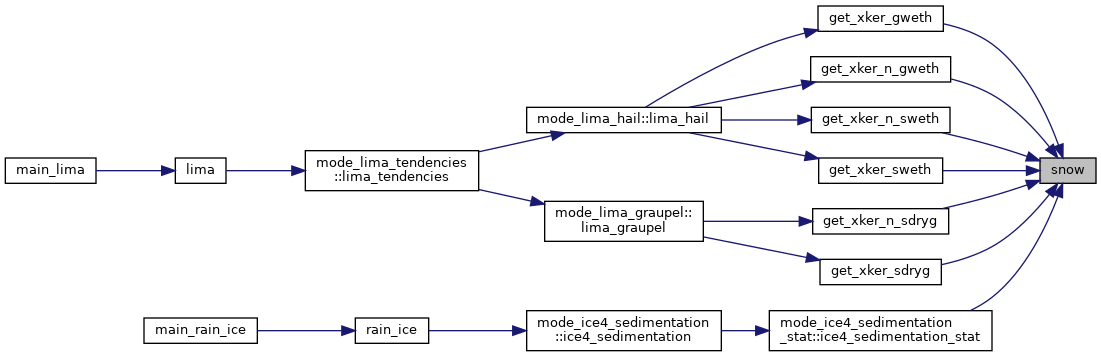 get_xker_gweth
get_xker_n_gweth
mode_lima_hail::lima_hail
get_xker_n_sweth
mode_lima_tendencies
::lima_tendencies
main_lima
lima
get_xker_sweth
snow
mode_lima_graupel::
lima_graupel
get_xker_n_sdryg
get_xker_sdryg
main_rain_ice
rain_ice
mode_ice4_sedimentation
::ice4_sedimentation
mode_ice4_sedimentation
_stat::ice4_sedimentation_stat